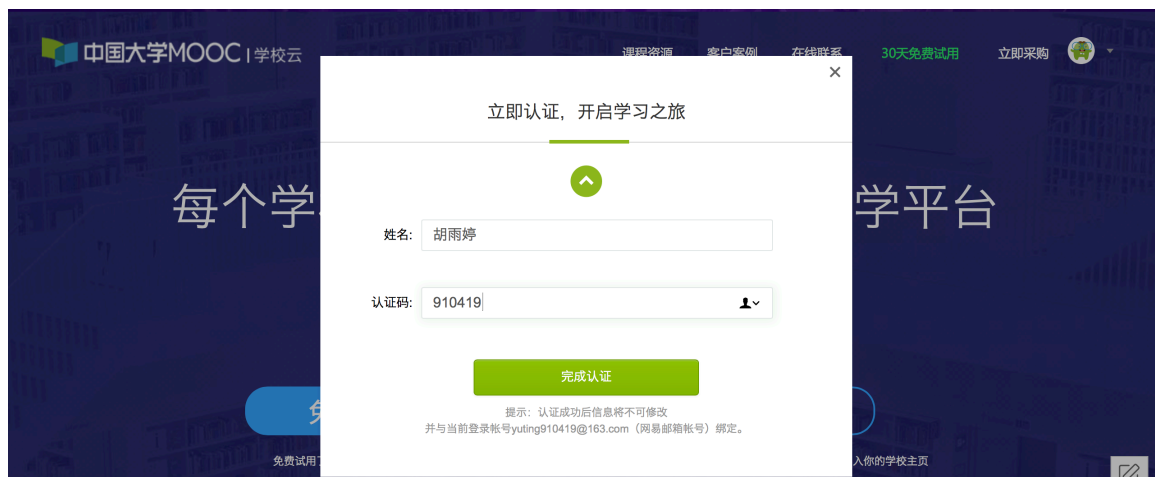 中国大学MOOC | 学校云
课程资源 客户案例 在线联系 30天免费试用 立即采购
立即认证，开启学习之旅
每个学 学平台
姓名: 胡雨婷
认证码: 910419
完成认证
提示：认证成功后信息将不可修改
并与当前登录帐号yuting910419@163.com（网易邮箱帐号）绑定。
免费试用 入你的学校主页